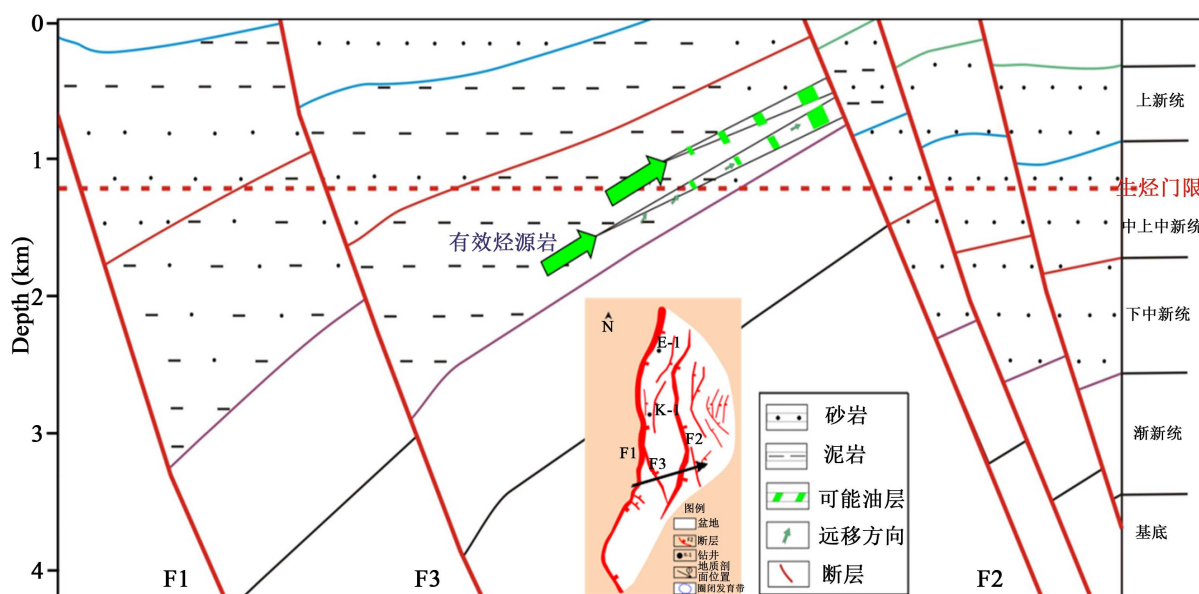 0
1
2
3
4
Depth (km)
上新统
生烃门限
中上中新统
下中新统
渐新统
基底
有效烃源岩
F1
F3
F2
N
E-1
K-1
F2
F1
F3
图例
盆地
断层
钻井
地质剖
面位置
圈闭发育带
砂岩
泥岩
可能油层
远移方向
断层